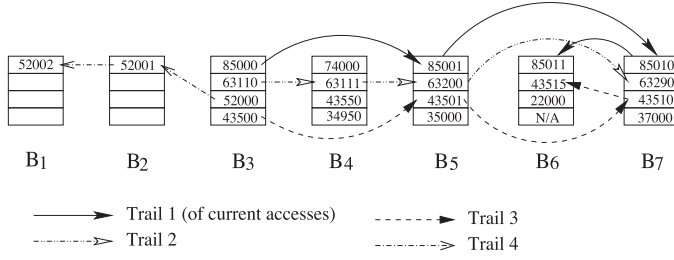 52002 52001 85000 74000 85001 85011 85010
63110 63111 63200 43515 63290
52000 43550 43501 22000 43510
43500 34950 35000 N/A 37000
B1 B2 B3 B4 B5 B6 B7
Trail 1 (of current accesses) Trail 3
Trail 2 Trail 4